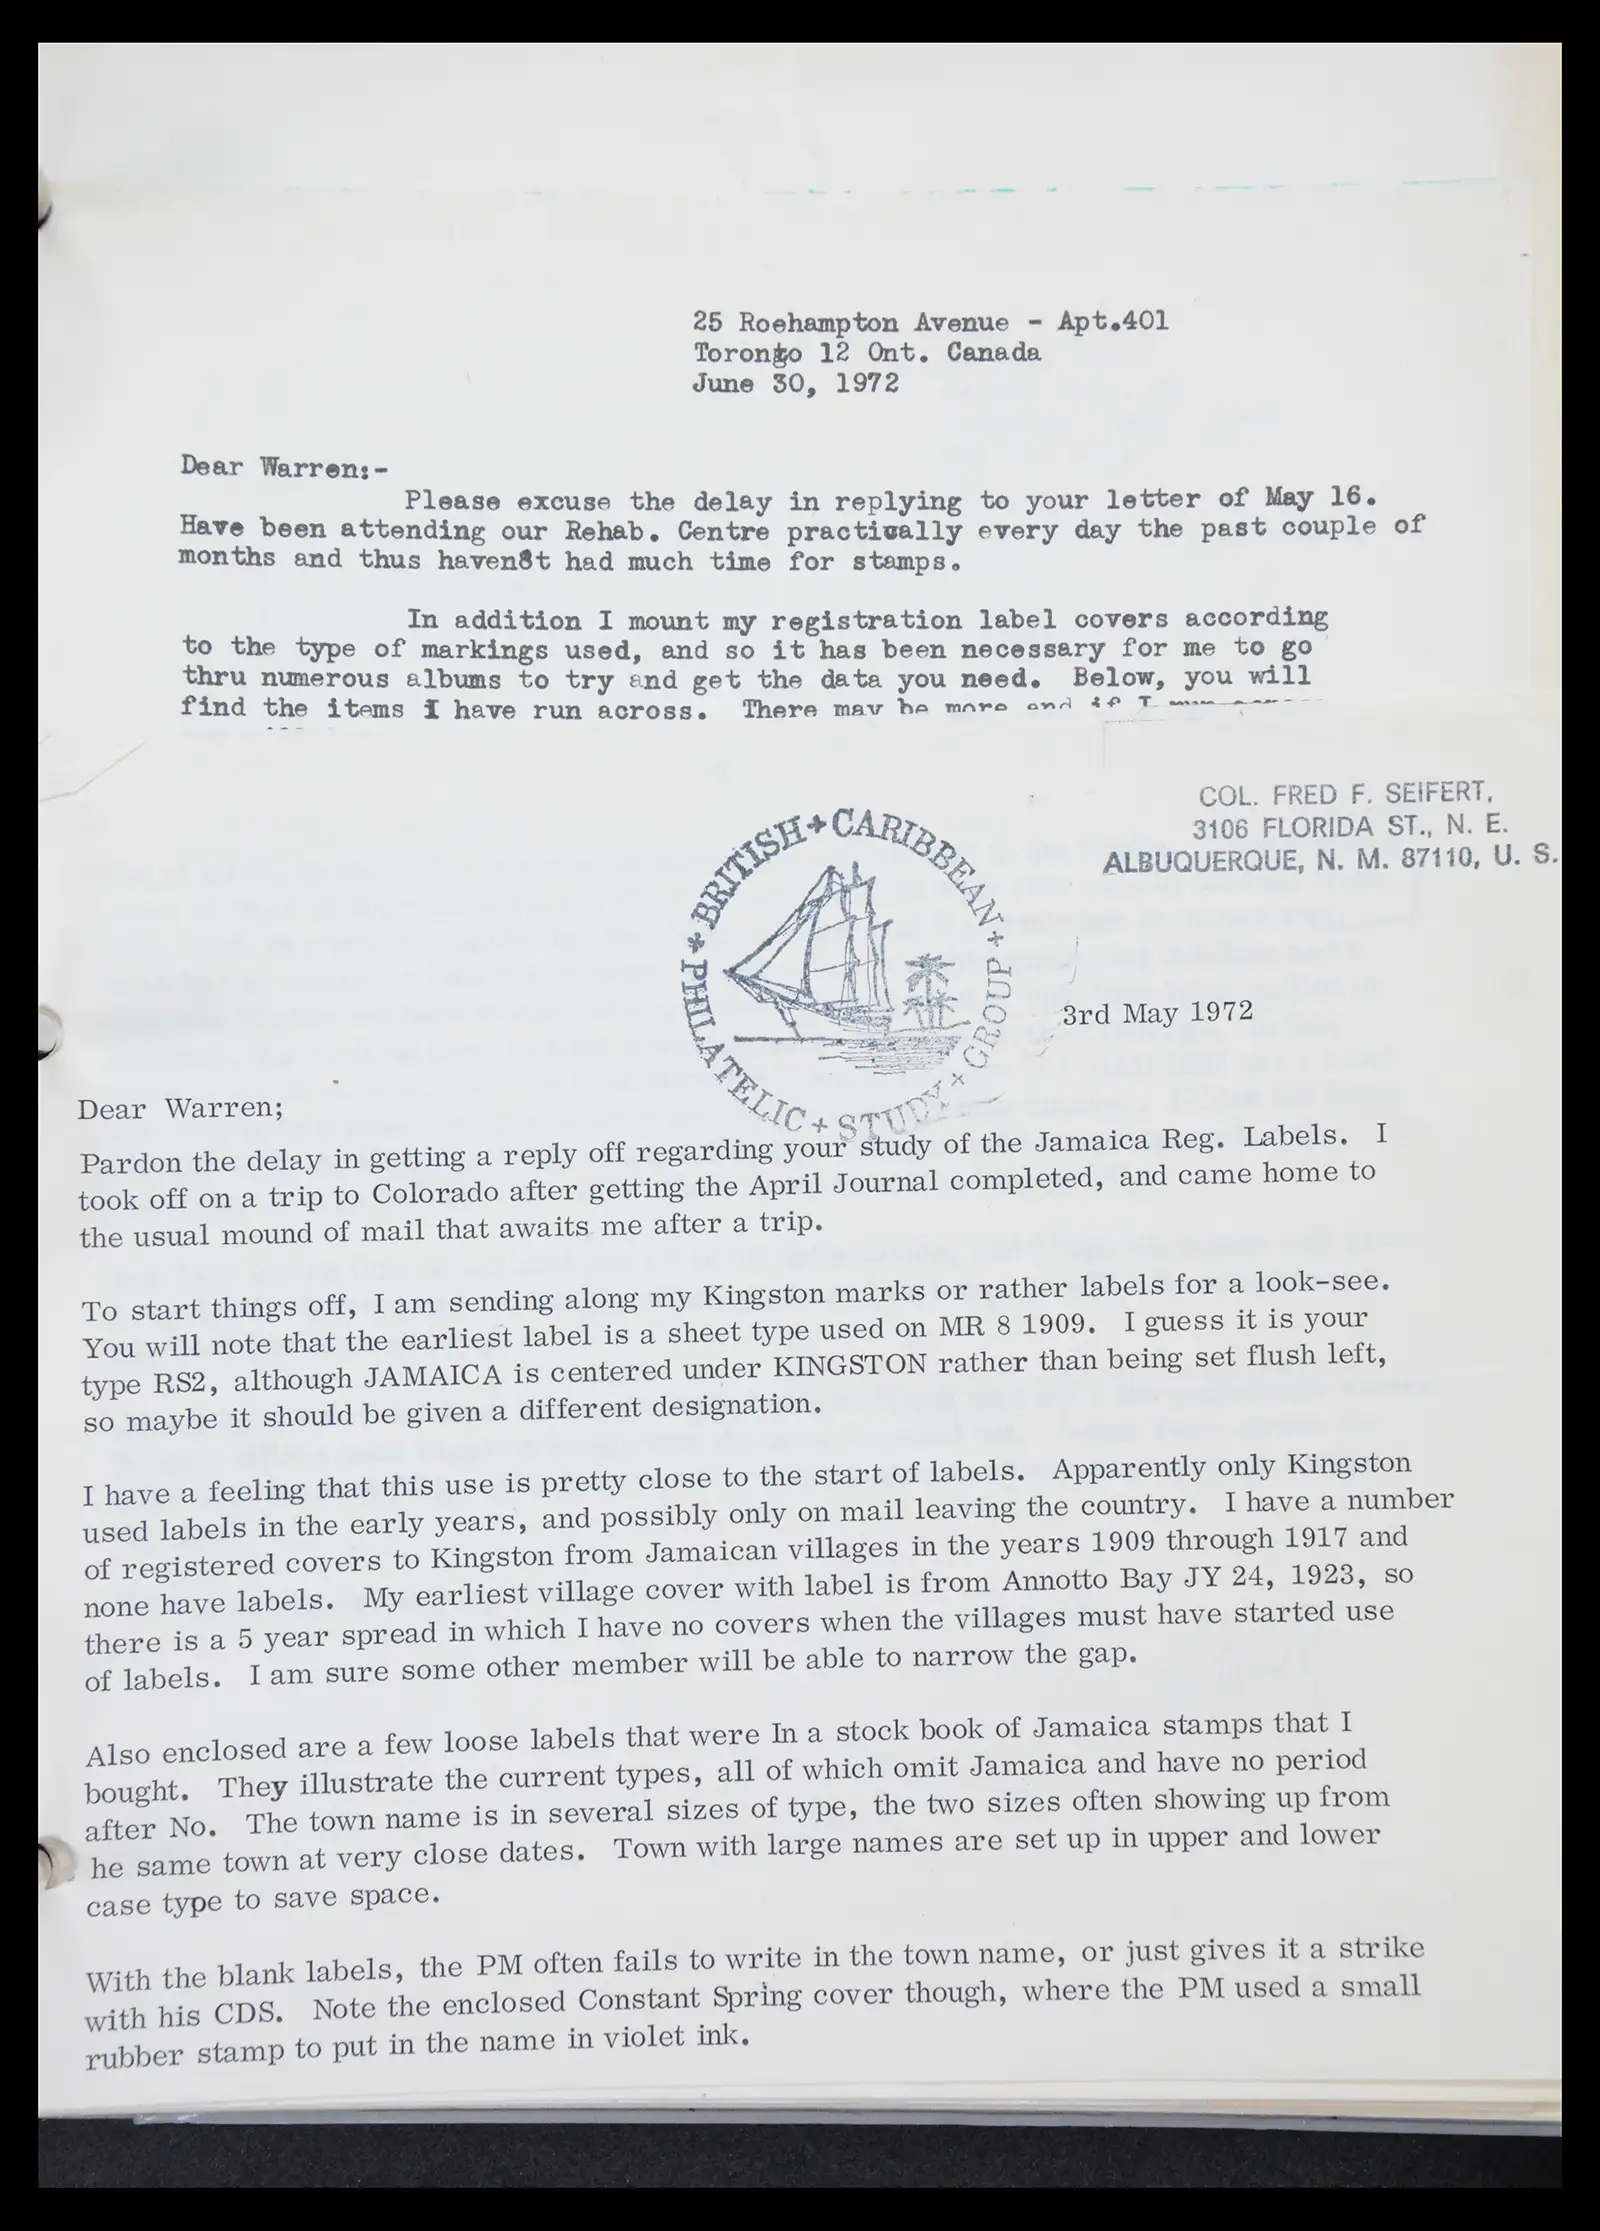 25 Roehampton Avenue - Apt.401
Toronto 12 Ont. Canada
June 30, 1972
Dear Warren:-
Please excuse the delay in replying to your letter of May 16.
Have been attending our Rehab. Centre practically every day the past couple of
months and thus haven8t had much time for stamps.
In addition I mount my registration label covers according
to the type of markings used, and so it has been necessary for me to go
thru numerous albums to try and get the data you need. Below, you will
find the items I have run across. There may be more and if I run
COL. FRED F. SEIFERT,
3106 FLORIDA ST., N. E.
ALBUQUERQUE, N. M. 87110, U. S.
BRITISH + CARIBBEAN + PHILATELIC + STUDY + GROUP +
3rd May 1972
Dear Warren;
Pardon the delay in getting a reply off regarding your study of the Jamaica Reg. Labels. I
took off on a trip to Colorado after getting the April Journal completed, and came home to
the usual mound of mail that awaits me after a trip.
To start things off, I am sending along my Kingston marks or rather labels for a look-see.
You will note that the earliest label is a sheet type used on MR 8 1909. I guess it is your
type RS2, although JAMAICA is centered under KINGSTON rather than being set flush left,
so maybe it should be given a different designation.
I have a feeling that this use is pretty close to the start of labels. Apparently only Kingston
used labels in the early years, and possibly only on mail leaving the country. I have a number
of registered covers to Kingston from Jamaican villages in the years 1909 through 1917 and
none have labels. My earliest village cover with label is from Annotto Bay JY 24, 1923, so
there is a 5 year spread in which I have no covers when the villages must have started use
of labels. I am sure some other member will be able to narrow the gap.
Also enclosed are a few loose labels that were In a stock book of Jamaica stamps that I
bought. They illustrate the current types, all of which omit Jamaica and have no period
after No. The town name is in several sizes of type, the two sizes often showing up from
he same town at very close dates. Town with large names are set up in upper and lower
case type to save space.
With the blank labels, the PM often fails to write in the town name, or just gives it a strike
with his CDS. Note the enclosed Constant Spring cover though, where the PM used a small
rubber stamp to put in the name in violet ink.